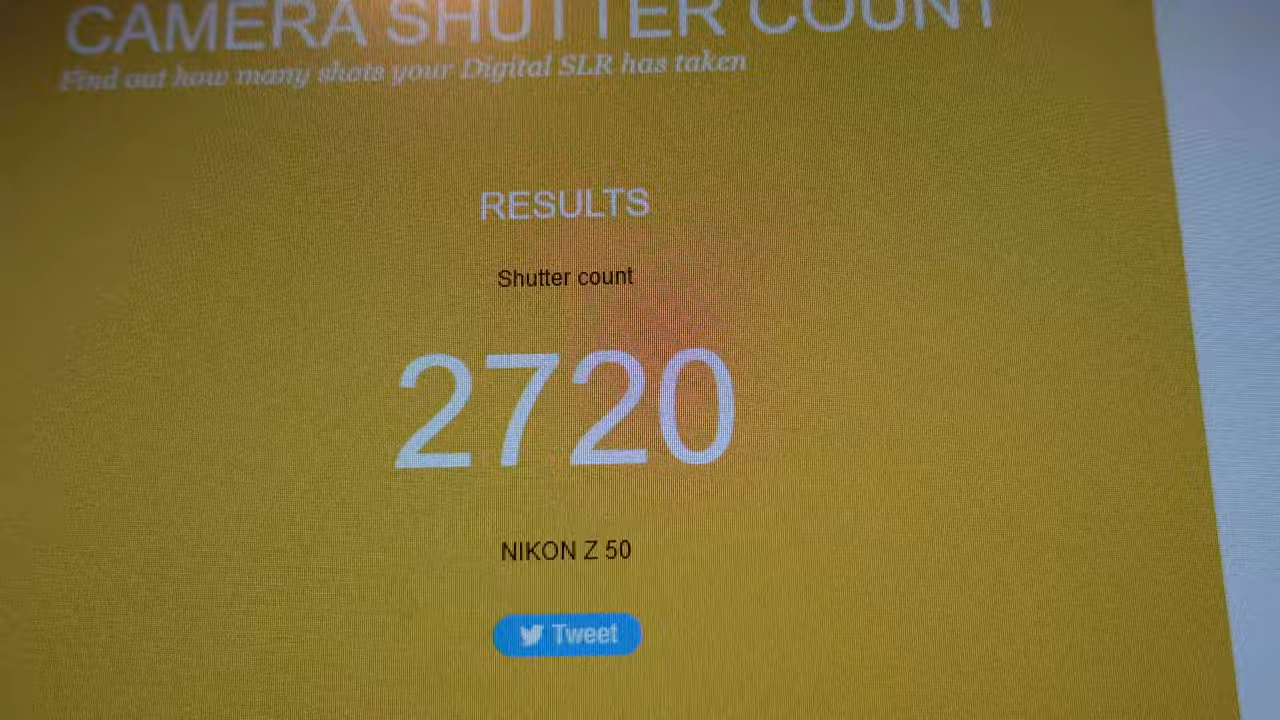 CAMERA SHUTTER COUNT
Find out how many shots your Digital SLR has taken
RESULTS
Shutter count
2720
NIKON Z 50
Tweet